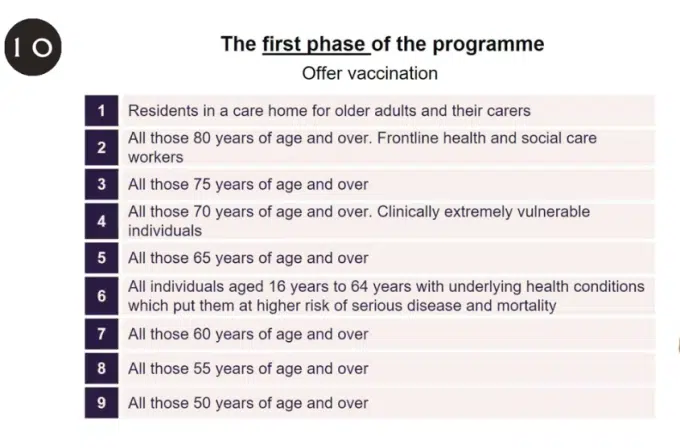 10
The first phase of the programme
Offer vaccination
1 Residents in a care home for older adults and their carers
2 All those 80 years of age and over. Frontline health and social care
workers
3 All those 75 years of age and over
4 All those 70 years of age and over. Clinically extremely vulnerable
individuals
5 All those 65 years of age and over
6 All individuals aged 16 years to 64 years with underlying health conditions
which put them at higher risk of serious disease and mortality
7 All those 60 years of age and over
8 All those 55 years of age and over
9 All those 50 years of age and over